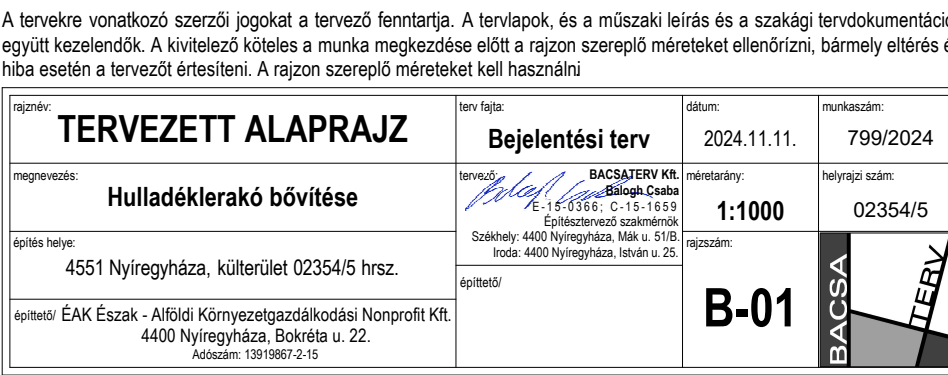 A tervekre vonatkozó szerzői jogokat a tervező fenntartja. A tervlapok, és a műszaki leírás és a szakági tervdokumentáció
együtt kezelendők. A kivitelező köteles a munka megkezdése előtt a rajzon szereplő méreteket ellenőrizni, bármely eltérés é
hiba esetén a tervezőt értesíteni. A rajzon szereplő méreteket kell használni
rajznév:
TERVEZETT ALAPRAJZ
terv fajta:
Bejelentési terv
dátum:
2024.11.11.
munkaszám:
799/2024
megnevezés:
Hulladéklerakó bővítése
tervező:
BACSATERV Kft.
Balogh Csaba
E-15-0366; C-15-1659
Építésztervező szakmérnök
Székhely: 4400 Nyíregyháza, Mák u. 51/B.
Iroda: 4400 Nyíregyháza, István u. 25.
méretarány:
1:1000
helyrajzi szám:
02354/5
építés helye:
4551 Nyíregyháza, külterület 02354/5 hrsz.
építtető/
rajzszám:
B-01
építtető/ ÉAK Észak - Alföldi Környezetgazdálkodási Nonprofit Kft.
4400 Nyíregyháza, Bokréta u. 22.
Adószám: 13919867-2-15
BACSA
TERV